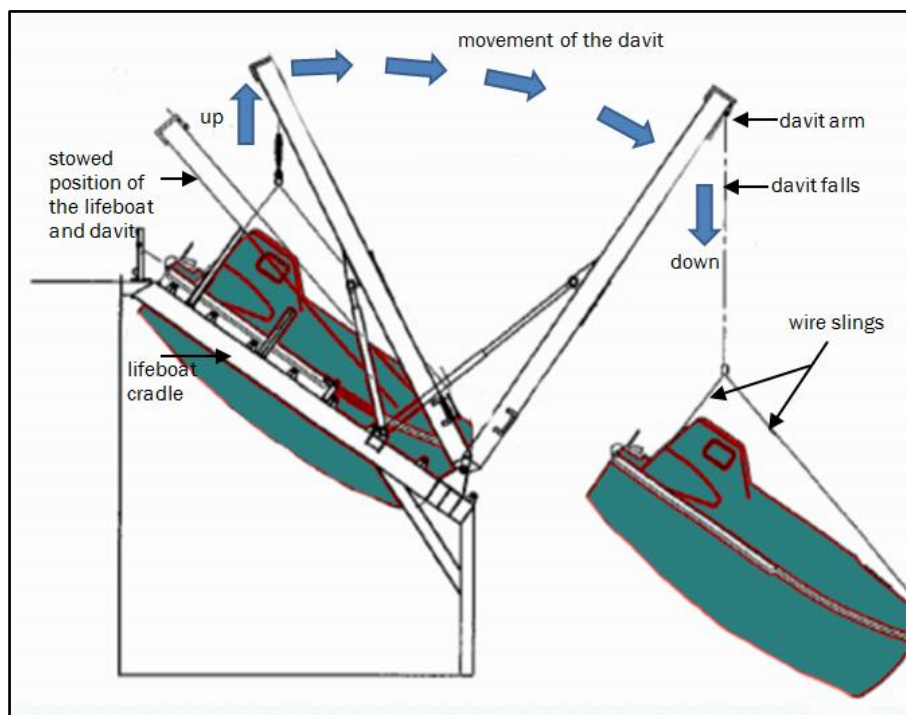 movement of the davit
up
davit arm
stowed
position of
the lifeboat
and davit
davit falls
down
wire slings
lifeboat
cradle